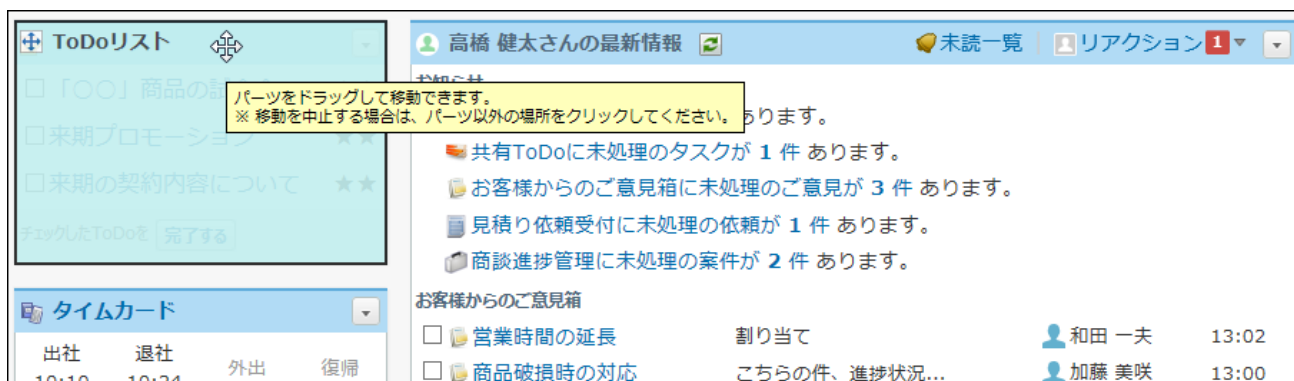 ToDoリスト
「○○」商品の試
来期プロモーション ★★
来期の契約内容について ★★
チェックしたToDoを 完了する
パーツをドラッグして移動できます。
※ 移動を中止する場合は、パーツ以外の場所をクリックしてください。
タイムカード
出社 退社 外出 復帰
高橋 健太さんの最新情報 未読一覧 リアクション 1
お知らせ
あります。
共有ToDoに未処理のタスクが 1 件 あります。
お客様からのご意見箱に未処理のご意見が 3 件 あります。
見積り依頼受付に未処理の依頼が 1 件 あります。
商談進捗管理に未処理の案件が 2 件 あります。
お客様からのご意見箱
営業時間の延長 割り当て 和田 一夫 13:02
商品破損時の対応 こちらの件、進捗状況... 加藤 美咲 13:00